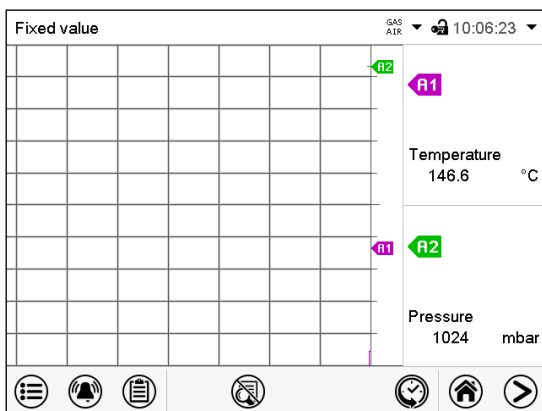 Fixed value
GAS
AIR
10:06:23
A2
A1
Temperature
146.6 °C
A1
A2
Pressure
1024 mbar